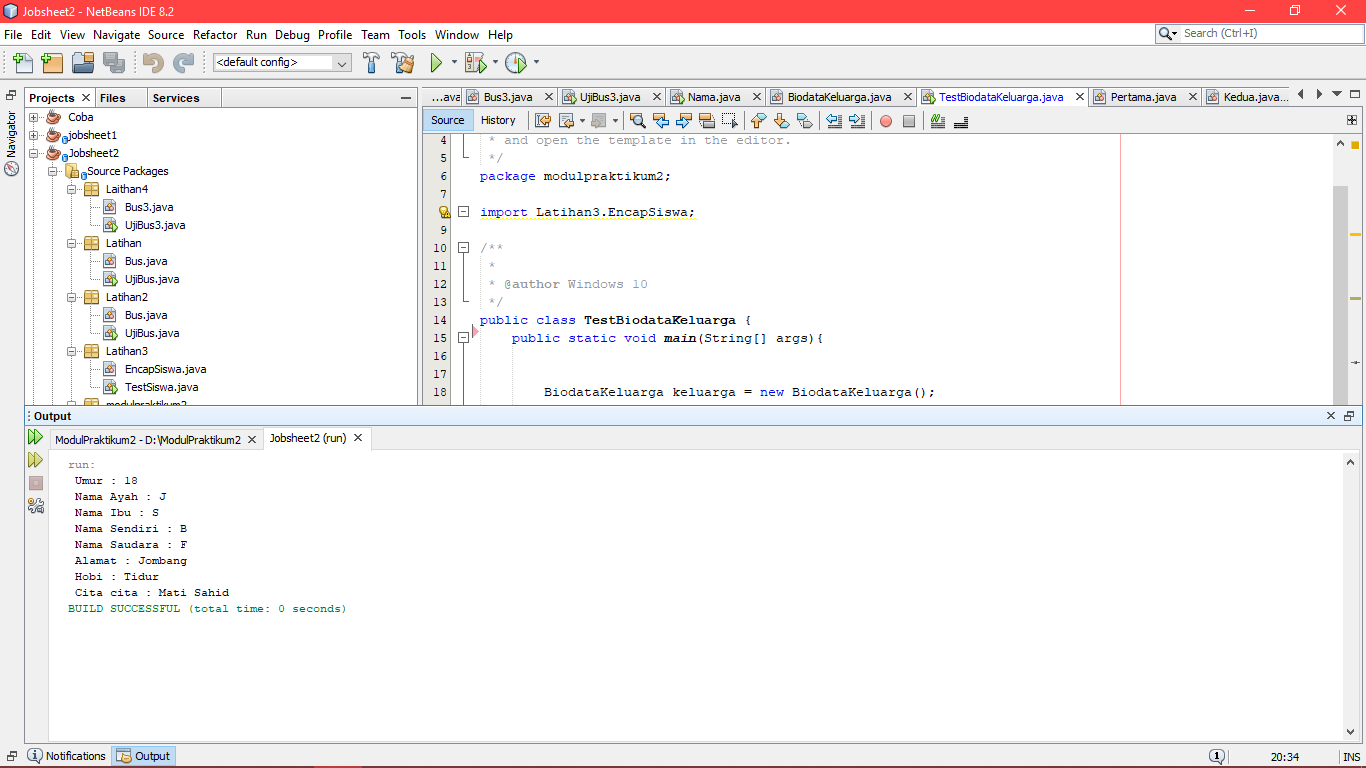 Jobsheet2 - NetBeans IDE 8.2
File Edit View Navigate Source Refactor Run Debug Profile Team Tools Window Help
Search (Ctrl+I)
<default config>
Navigator
Projects Files Services
Coba
jobsheet1
Jobsheet2
Source Packages
Laithan4
Bus3.java
UjiBus3.java
Latihan
Bus.java
UjiBus.java
Latihan2
Bus.java
UjiBus.java
Latihan3
EncapSiswa.java
TestSiswa.java
modulpraktikum2
...ava Bus3.java UjiBus3.java Nama.java BiodataKeluarga.java TestBiodataKeluarga.java Pertama.java Kedua.java...
Source History
4 * and open the template in the editor.
5 */
6 package modulpraktikum2;
7
import Latihan3.EncapSiswa;
9
10 /**
11 *
12 * @author Windows 10
13 */
14 public class TestBiodataKeluarga {
15 public static void main(String[] args){
16
17
18 BiodataKeluarga keluarga = new BiodataKeluarga();
Output
ModulPraktikum2 - D:\ModulPraktikum2 Jobsheet2 (run)
run:
Umur : 18
Nama Ayah : J
Nama Ibu : S
Nama Sendiri : B
Nama Saudara : F
Alamat : Jombang
Hobi : Tidur
Cita cita : Mati Sahid
BUILD SUCCESSFUL (total time: 0 seconds)
Notifications Output
1 20:34 INS